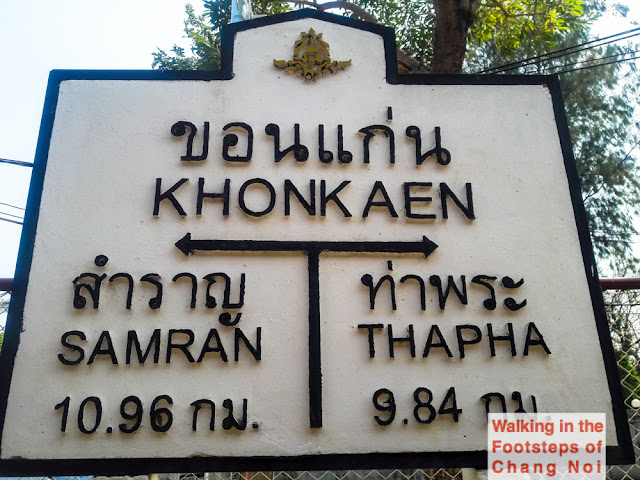 ขอนแก่น
KHONKAEN
สำราญ
SAMRAN
10.96 กม.
ท่าพระ
THAPHA
9.84 กม.
Walking in the
Footsteps of
Chang Noi